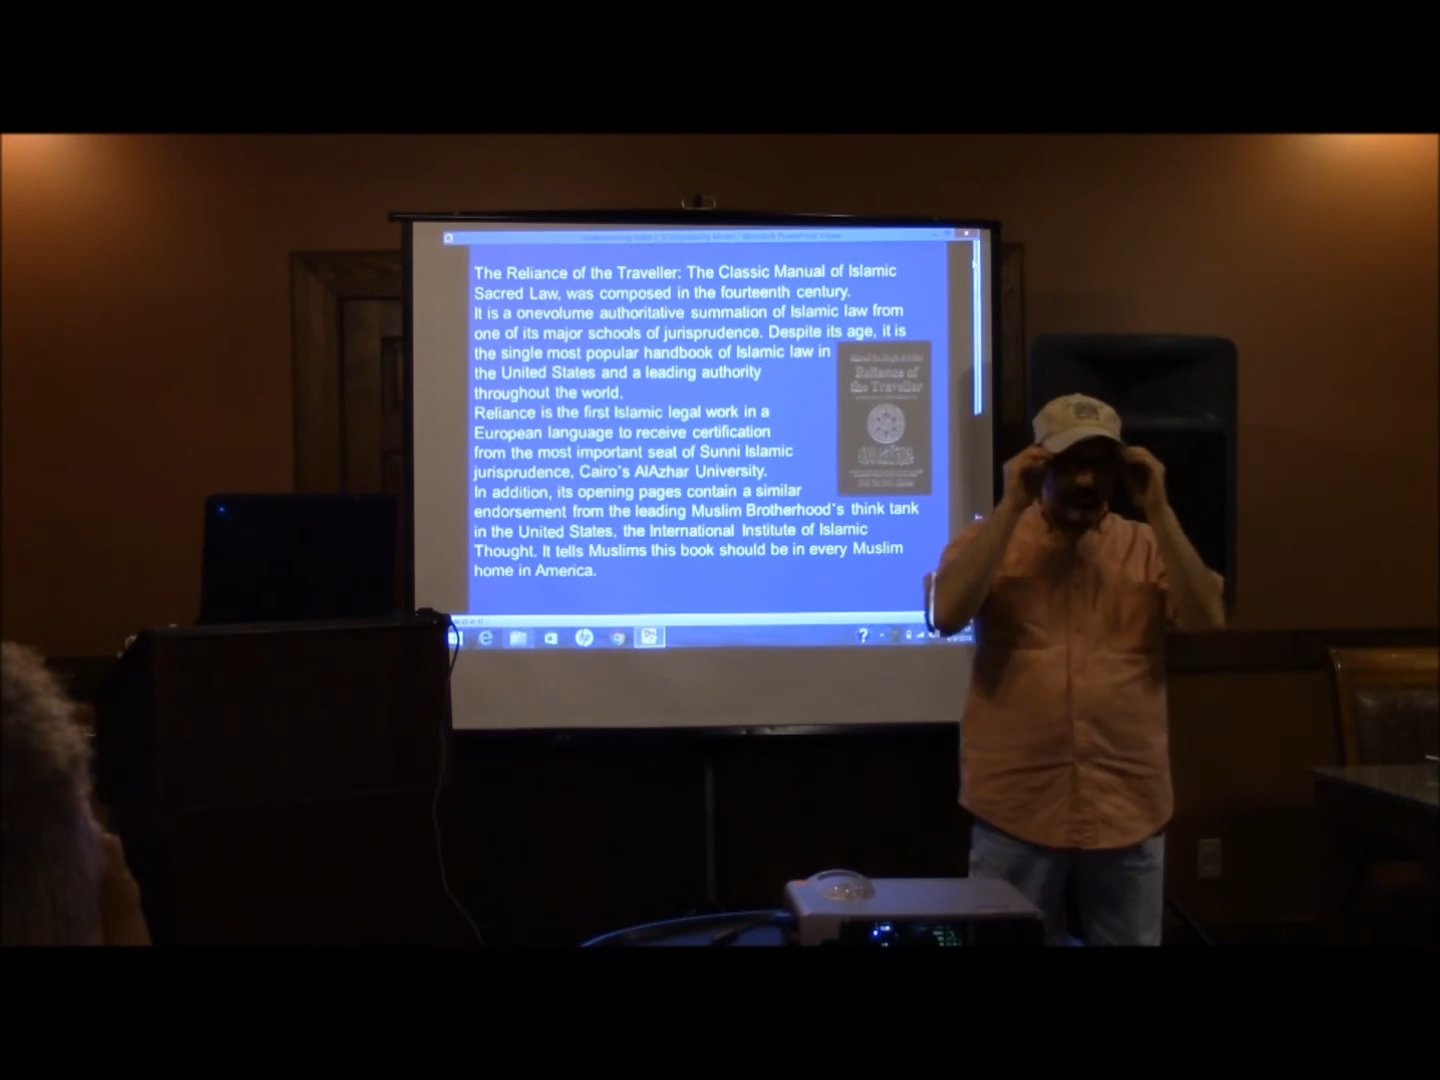 The Reliance of the Traveller: The Classic Manual of Islamic
Sacred Law, was composed in the fourteenth century.
It is a onevolume authoritative summation of Islamic law from
one of its major schools of jurisprudence. Despite its age, it is
the single most popular handbook of Islamic law in
the United States and a leading authority
throughout the world.
Reliance is the first Islamic legal work in a
European language to receive certification
from the most important seat of Sunni Islamic
jurisprudence, Cairo's AlAzhar University.
In addition, its opening pages contain a similar
endorsement from the leading Muslim Brotherhood's think tank
in the United States, the International Institute of Islamic
Thought. It tells Muslims this book should be in every Muslim
home in America.
Reliance of
the Traveller